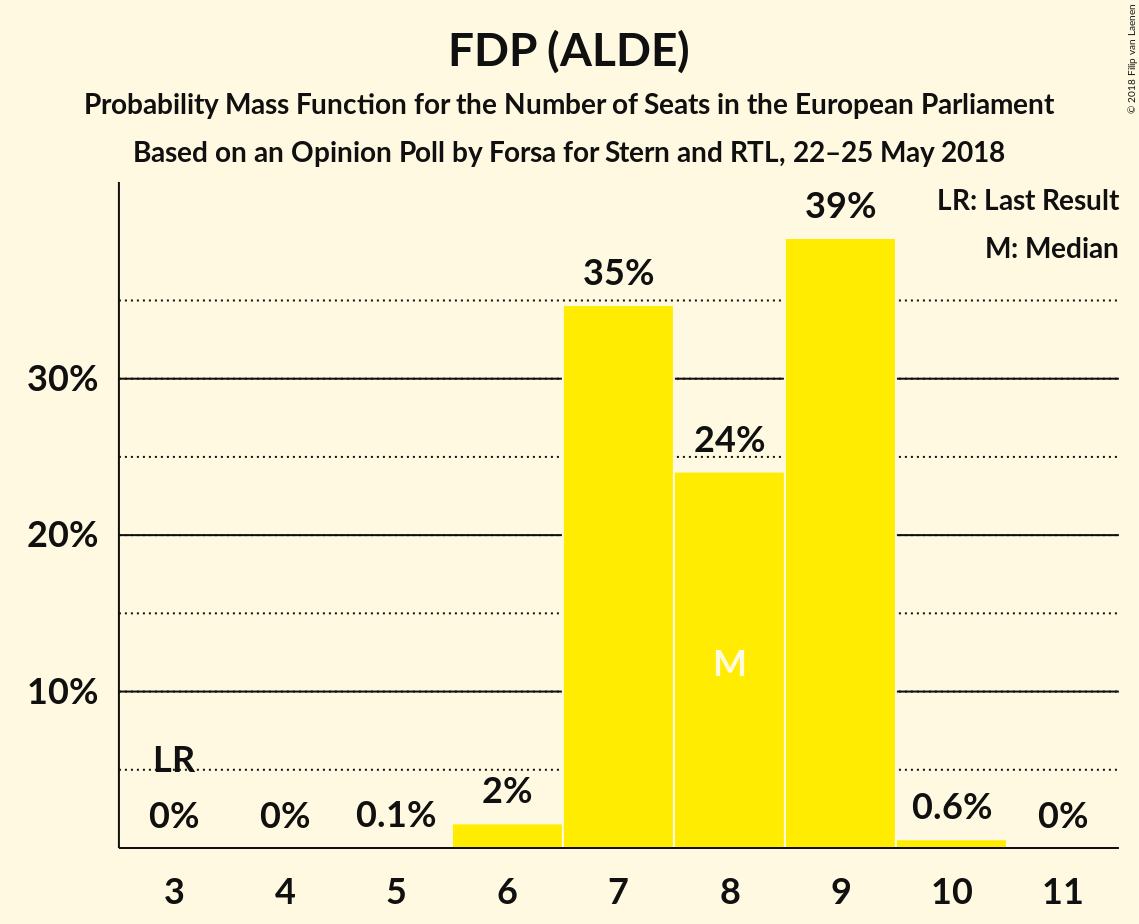 FDP (ALDE)
Probability Mass Function for the Number of Seats in the European Parliament
Based on an Opinion Poll by Forsa for Stern and RTL, 22–25 May 2018
© 2018 Filip van Laenen
LR: Last Result
M: Median
39%
35%
30%
24%
20%
M
10%
LR
0%
0%
0.1%
2%
0.6%
0%
3 4 5 6 7 8 9 10 11